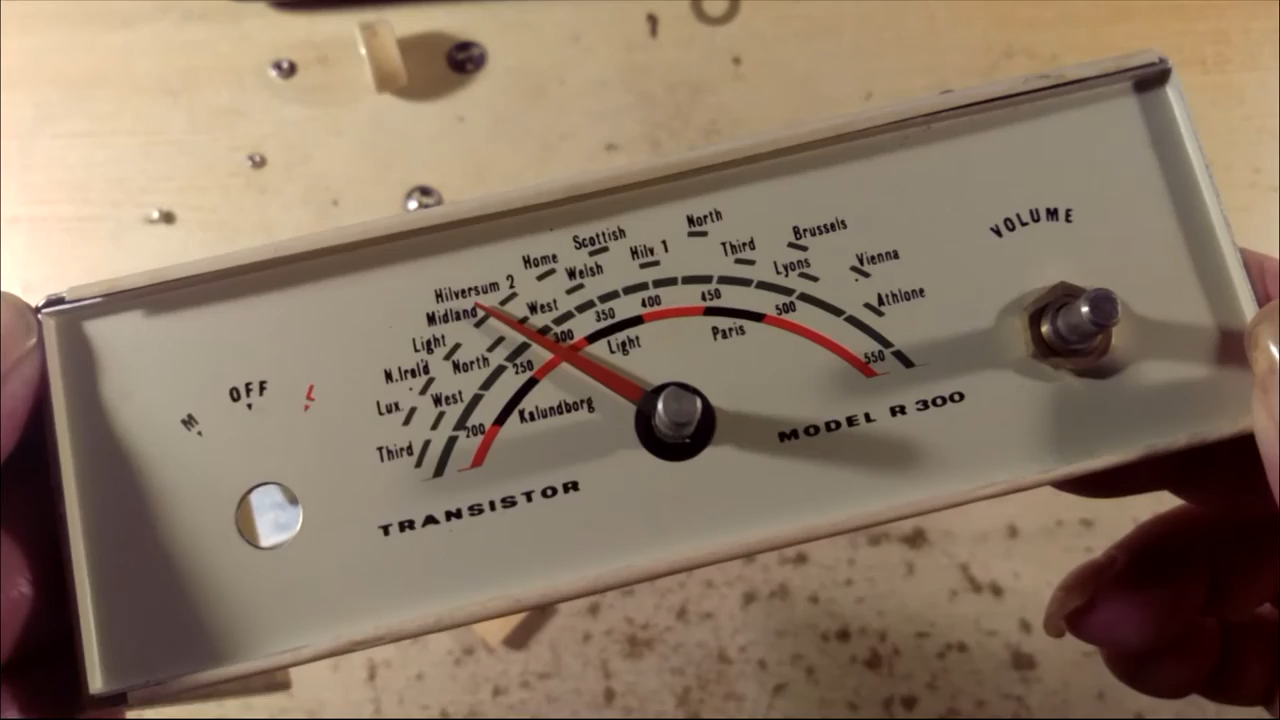 M OFF L
North
Scottish
Brussels
Home
Hilv. 1
Third
Welsh
Lyons
Vienna
Hilversum 2
West
Midland
Athlone
Light
North
N.Ireld
West
Lux.
Third
200 250 300 350 400 450 500 550
Kalundborg Light Paris
VOLUME
TRANSISTOR MODEL R 300